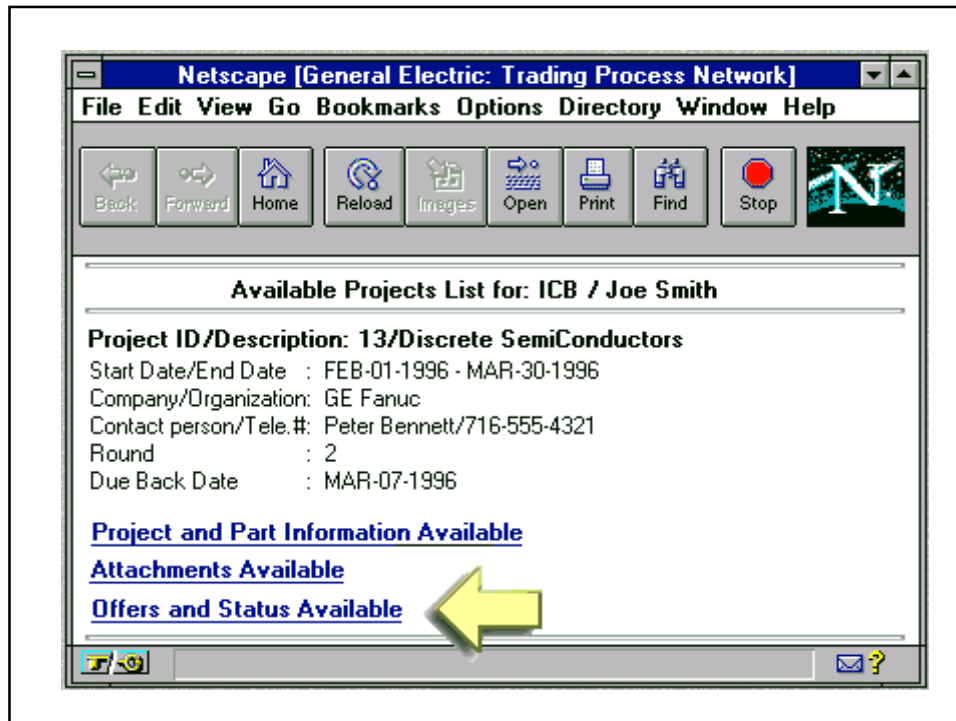 Netscape [General Electric: Trading Process Network]
File Edit View Go Bookmarks Options Directory Window Help
Back Forward Home Reload Images Open Print Find Stop N
Available Projects List for: ICB / Joe Smith
Project ID/Description: 13/Discrete SemiConductors
Start Date/End Date : FEB-01-1996 - MAR-30-1996
Company/Organization: GE Fanuc
Contact person/Tele.#: Peter Bennett/716-555-4321
Round : 2
Due Back Date : MAR-07-1996
Project and Part Information Available
Attachments Available
Offers and Status Available
?